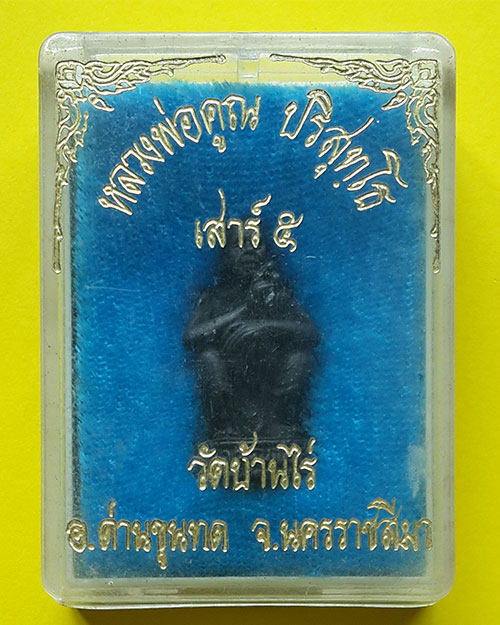 หลวงพ่อคูณ ปริสุทฺโธ
เสาร์ ๕
วัดบ้านไร่
อ.ด่านขุนทด จ.นครราชสีมา